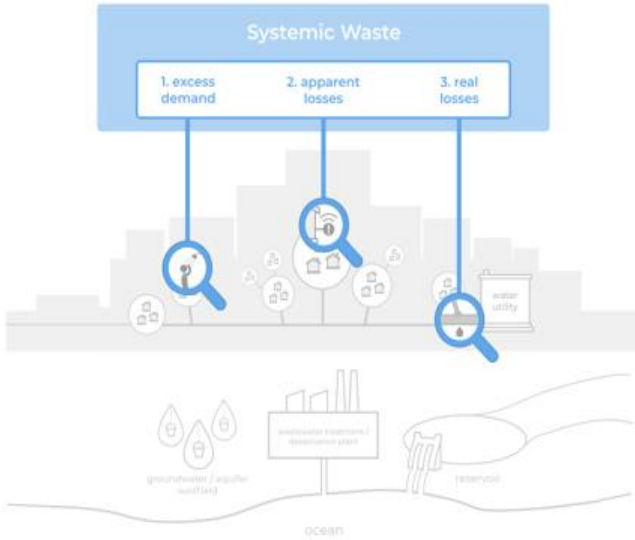 Systemic Waste
1. excess
demand
2. apparent
losses
3. real
losses
water
utility
wastewater treatment /
desalination plant
groundwater / aquifer
wellfield
reservoir
ocean